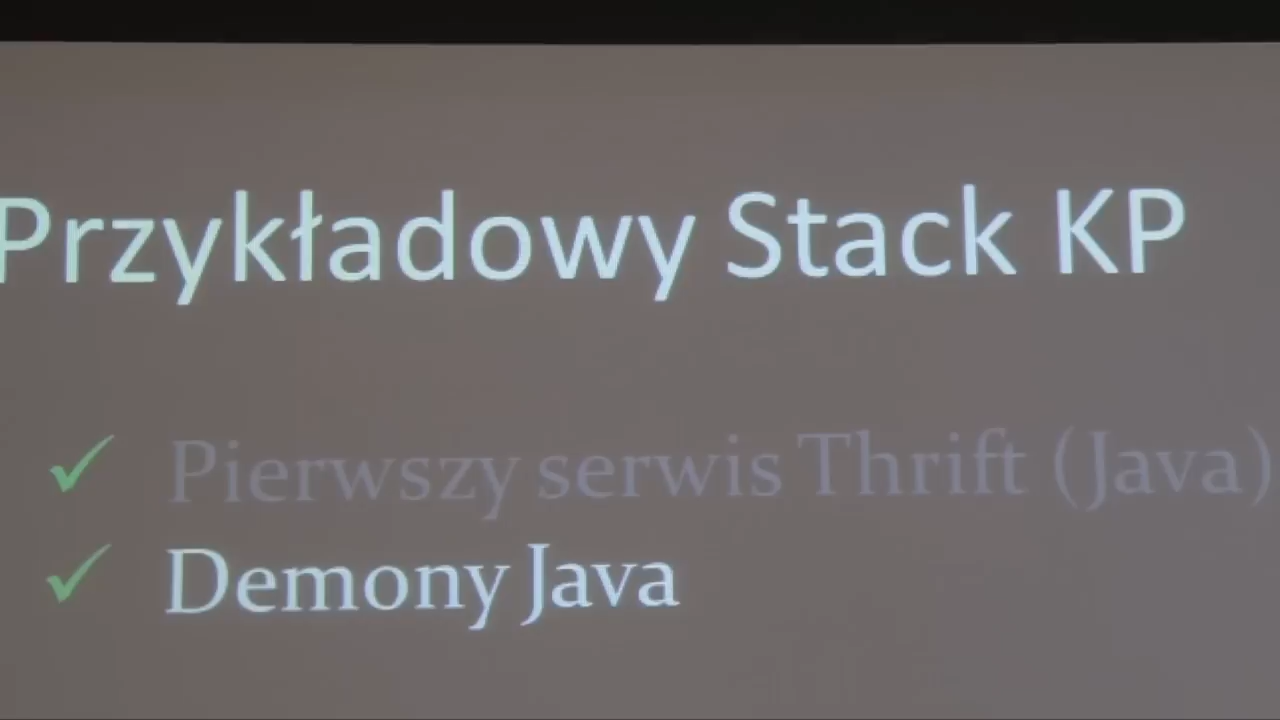 Przykładowy Stack KP
Pierwszy serwis Thrift (Java)
Demony Java